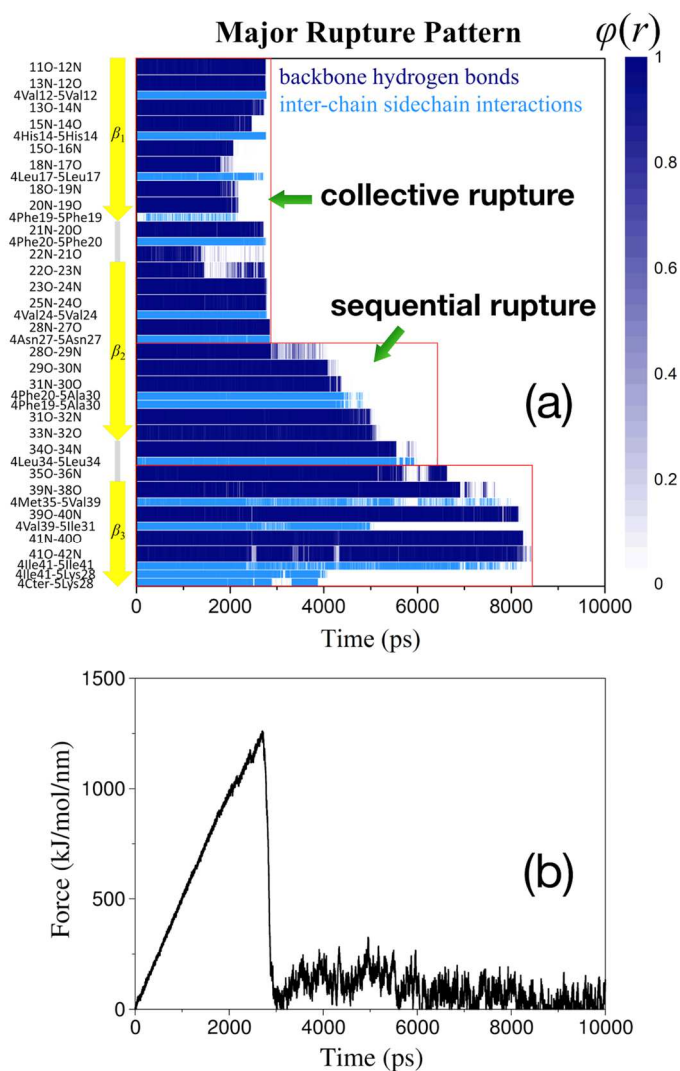 Major Rupture Pattern
φ(r)
11O-12N
13N-12O
4Val12-5Val12
13O-14N
15N-14O
4His14-5His14
15O-16N
18N-17O
4Leu17-5Leu17
18O-19N
20N-19O
4Phe19-5Phe19
21N-20O
4Phe20-5Phe20
22N-21O
22O-23N
23O-24N
25N-24O
4Val24-5Val24
28N-27O
4Asn27-5Asn27
28O-29N
29O-30N
31N-30O
4Phe20-5Ala30
4Phe19-5Ala30
31O-32N
33N-32O
34O-34N
4Leu34-5Leu34
35O-36N
39N-38O
4Met35-5Val39
39O-40N
4Val39-5Ile31
41N-40O
41O-42N
4Ile41-5Ile41
4Ile41-5Lys28
4Cter-5Lys28
β1
β2
β3
backbone hydrogen bonds
inter-chain sidechain interactions
collective rupture
sequential rupture
(a)
1
0.8
0.6
0.4
0.2
0
0 2000 4000 6000 8000 10000
Time (ps)
1500
1000
500
0
Force (kJ/mol/nm)
(b)
0 2000 4000 6000 8000 10000
Time (ps)